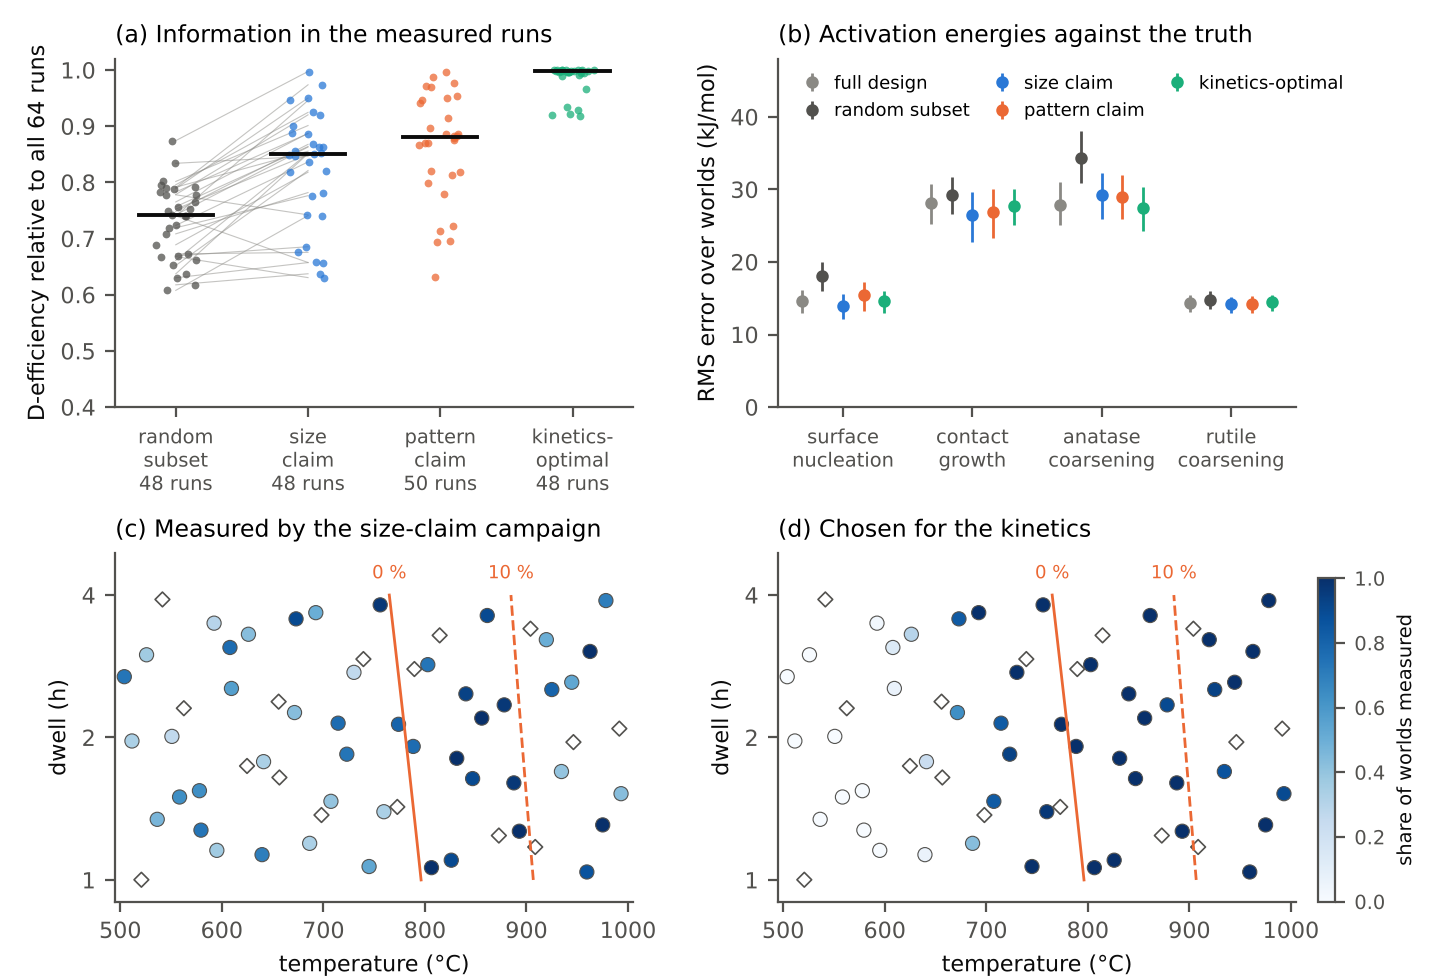 (a) Information in the measured runs
D-efficiency relative to all 64 runs
1.0
0.9
0.8
0.7
0.6
0.5
0.4
random
subset
48 runs
size
claim
48 runs
pattern
claim
50 runs
kinetics-
optimal
48 runs
(b) Activation energies against the truth
RMS error over worlds (kJ/mol)
40
30
20
10
0
full design
random subset
size claim
pattern claim
kinetics-optimal
surface
nucleation
contact
growth
anatase
coarsening
rutile
coarsening
(c) Measured by the size-claim campaign
dwell (h)
4
2
1
0 %
10 %
500
600
700
800
900
1000
temperature (°C)
(d) Chosen for the kinetics
dwell (h)
4
2
1
0 %
10 %
500
600
700
800
900
1000
temperature (°C)
1.0
0.8
0.6
0.4
0.2
0.0
share of worlds measured